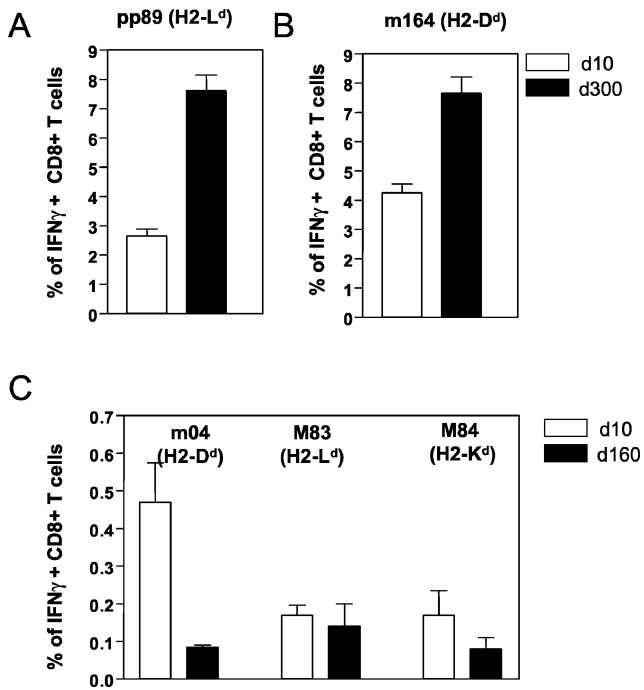 A
pp89 (H2-Lᵈ)
% of IFNγ + CD8+ T cells
9
8
7
6
5
4
3
2
1
0
B
m164 (H2-Dᵈ)
% of IFNγ + CD8+ T cells
9
8
7
6
5
4
3
2
1
0
d10
d300
C
% of IFNγ + CD8+ T cells
0.7
0.6
0.5
0.4
0.3
0.2
0.1
0.0
m04
(H2-Dᵈ)
M83
(H2-Lᵈ)
M84
(H2-Kᵈ)
d10
d160